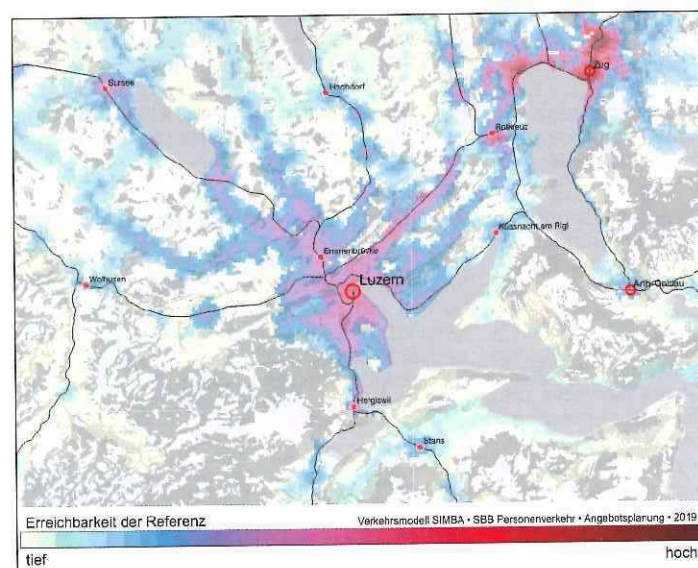 Zug
Sursee
Hochdorf
Rotkreuz
Küssnacht am Rigi
Emmenbrücke
Wolhusen
Luzern
Arth-Goldau
Hergiswil
Stans
Erreichbarkeit der Referenz
Verkehrsmodell SIMBA • SBB Personenverkehr • Angebotsplanung • 2019
tief
hoch